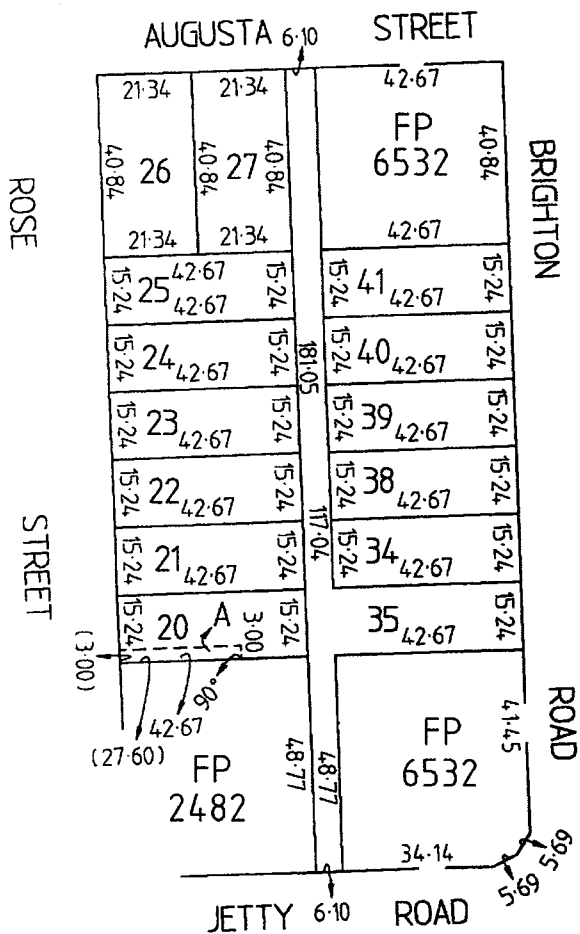 AUGUSTA 6·10 STREET
21·34 21·34 42·67
40·84 26 40·84 27 40·84 FP 6532 40·84
21·34 21·34 42·67
ROSE
BRIGHTON
15·24 25 42·67 42·67 15·24
15·24 41 42·67 15·24
15·24 24 42·67 15·24
181·05
15·24 40 42·67 15·24
15·24 23 42·67 15·24
15·24 39 42·67 15·24
15·24 22 42·67 15·24
15·24 38 42·67 15·24
117·04
STREET
15·24 21 42·67 15·24
15·24 34 42·67 15·24
15·24 20 A 3·00 15·24
35 42·67 15·24
(3·00)
90°
42·67
(27·60)
FP
2482
48·77 48·77
FP
6532
41·45
ROAD
34·14
5·69 5·69
JETTY 6·10 ROAD